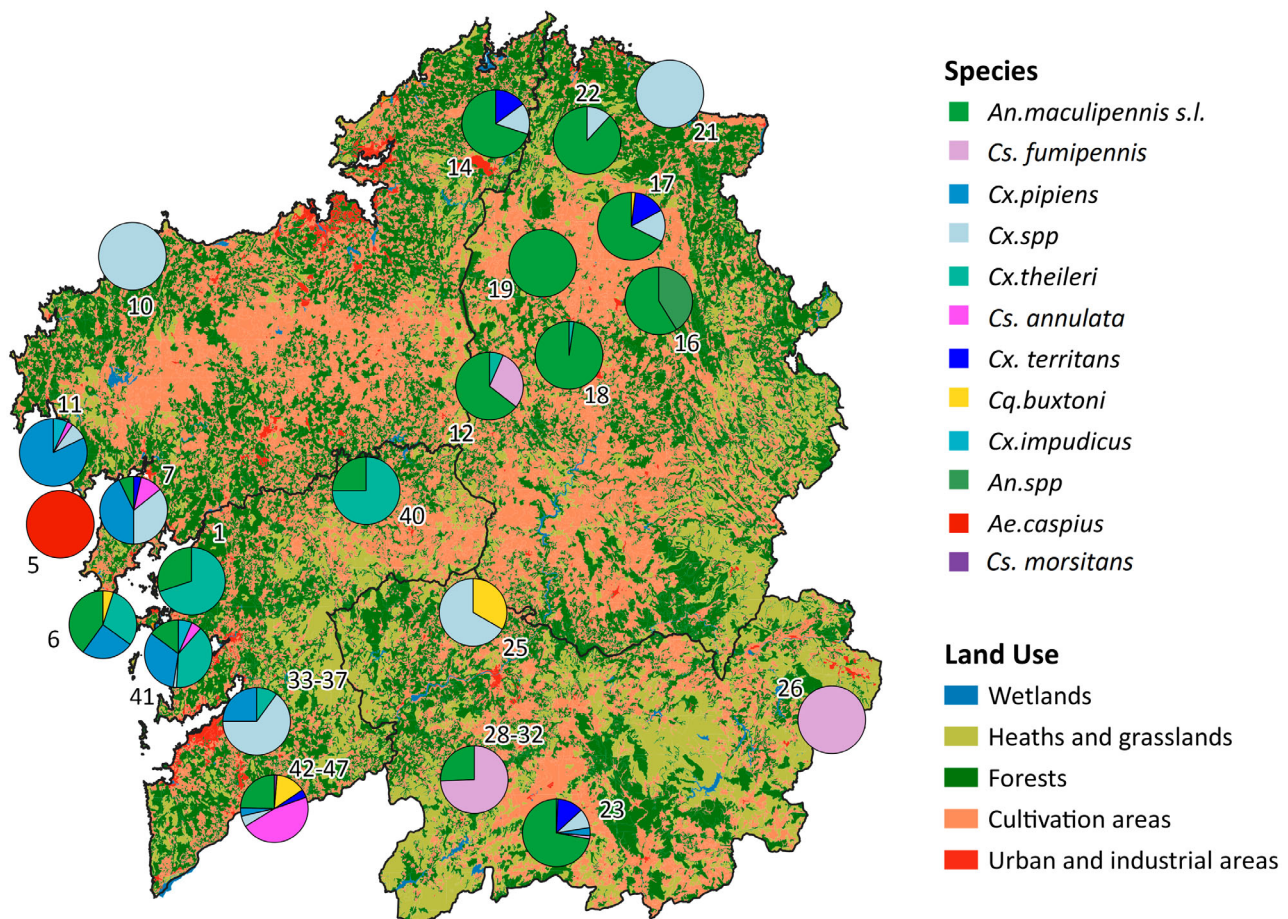 22
21
14
17
10
19
16
18
12
11
7
40
1
5
6
25
41
33-37
26
28-32
42-47
23
Species
An.maculipennis s.l.
Cs. fumipennis
Cx.pipiens
Cx.spp
Cx.theileri
Cs. annulata
Cx. territans
Cq.buxtoni
Cx.impudicus
An.spp
Ae.caspius
Cs. morsitans
Land Use
Wetlands
Heaths and grasslands
Forests
Cultivation areas
Urban and industrial areas